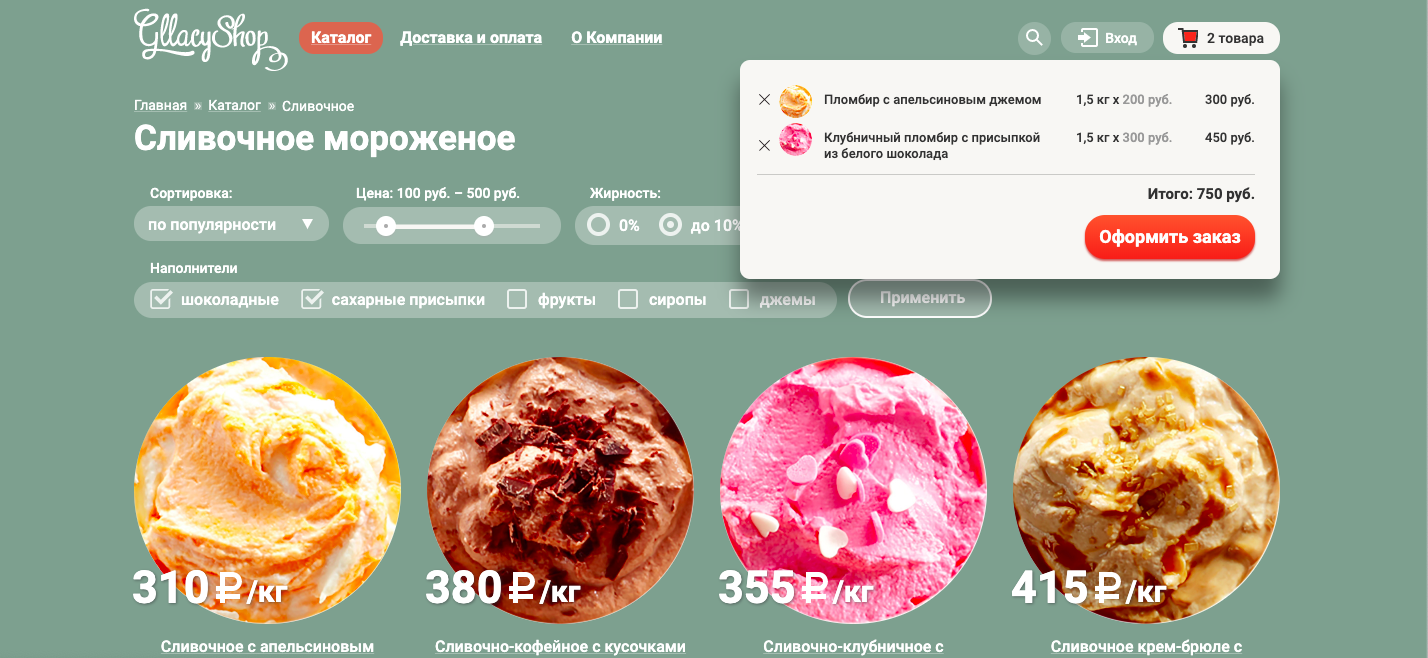 GllacyShop
Каталог Доставка и оплата О Компании
Вход 2 товара
Главная » Каталог » Сливочное
Сливочное мороженое
Пломбир с апельсиновым джемом 1,5 кг х 200 руб. 300 руб.
Клубничный пломбир с присыпкой 1,5 кг х 300 руб. 450 руб.
из белого шоколада
Итого: 750 руб.
Оформить заказ
Сортировка: Цена: 100 руб. – 500 руб. Жирность:
по популярности 0% до 10%
Наполнители
шоколадные сахарные присыпки фрукты сиропы джемы Применить
310 ₽/кг 380 ₽/кг 355 ₽/кг 415 ₽/кг
Сливочное с апельсиновым Сливочно-кофейное с кусочками Сливочно-клубничное с Сливочное крем-брюле с